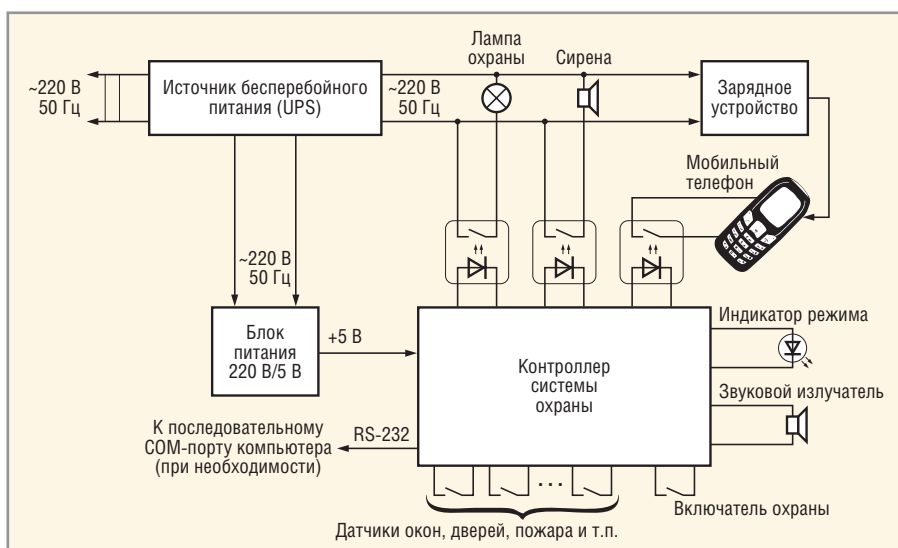 Лампа
охраны
Сирена
~220 В
50 Гц
Источник бесперебойного
питания (UPS)
~220 В
50 Гц
Зарядное
устройство
Мобильный
телефон
~220 В
50 Гц
Блок
питания
220 В/5 В
+5 В
Контроллер
системы
охраны
Индикатор режима
Звуковой излучатель
К последовательному
COM-порту компьютера
(при необходимости)
RS-232
...
Включатель охраны
Датчики окон, дверей, пожара и т.п.